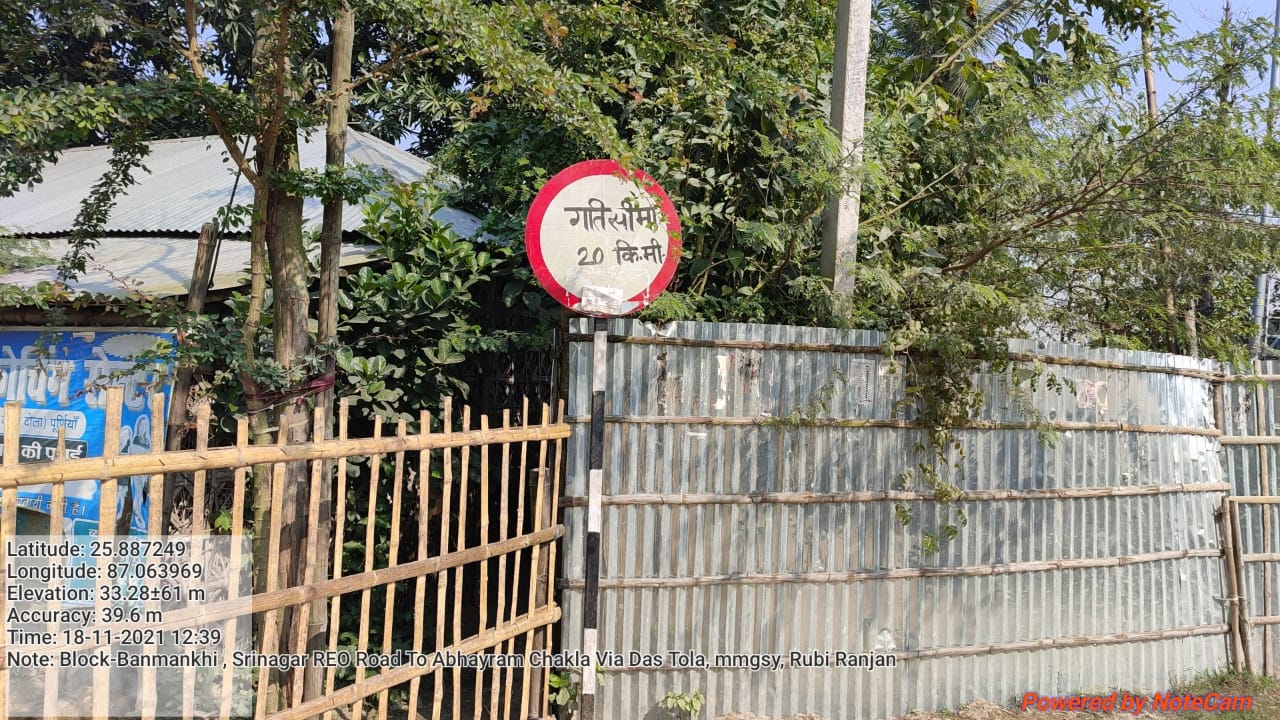 गतिसीमा
20 कि.मी.
टोला) पूर्णियाँ
Latitude: 25.887249
Longitude: 87.063969
Elevation: 33.28±61 m
Accuracy: 39.6 m
Time: 18-11-2021 12:39
Note: Block-Banmankhi , Srinagar REO Road To Abhayram Chakla Via Das Tola, mmgsy, Rubi Ranjan
Powered by NoteCam